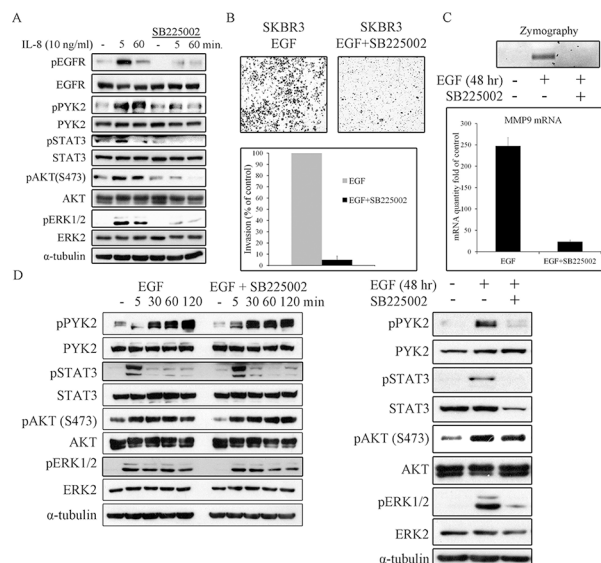 A
SB225002
IL-8 (10 ng/ml) - 5 60 - 5 60 min.
pEGFR
EGFR
pPYK2
PYK2
pSTAT3
STAT3
pAKT(S473)
AKT
pERK1/2
ERK2
α-tubulin
B
SKBR3 SKBR3
EGF EGF+SB225002
Invasion (% of control)
100
90
80
70
60
50
40
30
20
10
0
EGF
EGF+SB225002
C
Zymography
EGF (48 hr) - + +
SB225002 - - +
MMP9 mRNA
mRNA quantity fold of control
300
250
200
150
100
50
0
EGF EGF+SB225002
D
EGF EGF + SB225002
- 5 30 60 120 - 5 30 60 120 min
pPYK2
PYK2
pSTAT3
STAT3
pAKT (S473)
AKT
pERK1/2
ERK2
α-tubulin
EGF (48 hr) - + +
SB225002 - - +
pPYK2
PYK2
pSTAT3
STAT3
pAKT (S473)
AKT
pERK1/2
ERK2
α-tubulin